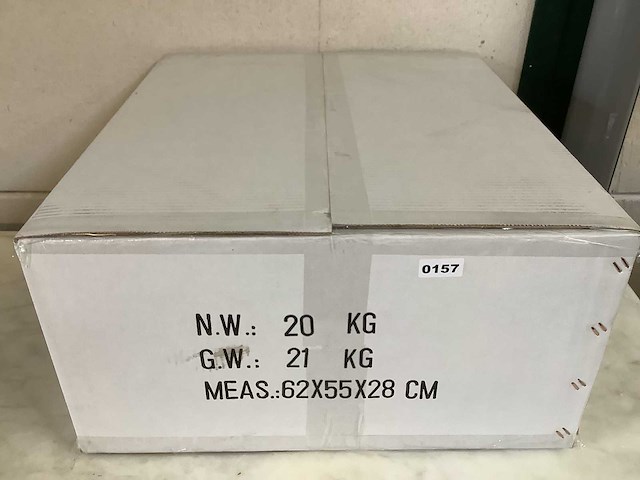 0157
N.W.: 20 KG
G.W.: 21 KG
MEAS.:62X55X28 CM